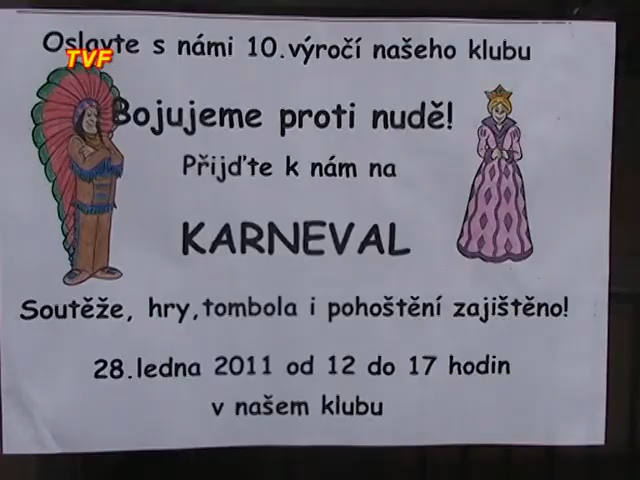 Oslavte s námi 10.výročí našeho klubu
TVF
Bojujeme proti nudě!
Přijďte k nám na
KARNEVAL
Soutěže, hry,tombola i pohoštění zajištěno!
28.ledna 2011 od 12 do 17 hodin
v našem klubu